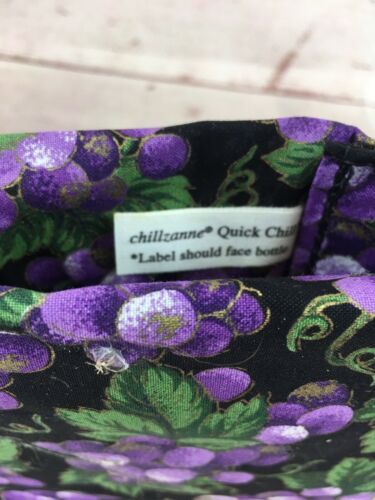 chillzanne® Quick Chill
*Label should face bottle